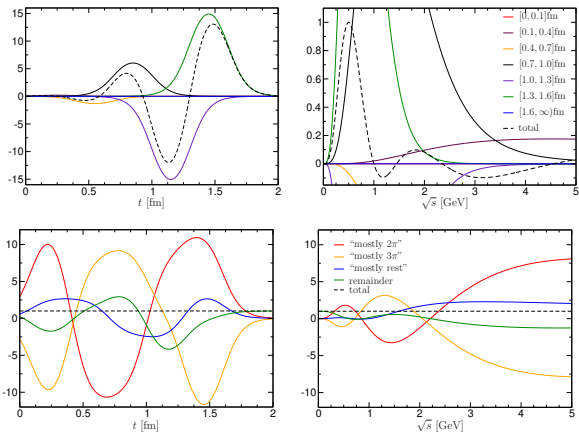 15
10
5
0
-5
-10
-15
0
0.5
1
1.5
2
t [fm]
1
0.8
0.6
0.4
0.2
0
0
1
2
3
4
5
√s [GeV]
[0, 0.1]fm
[0.1, 0.4]fm
[0.4, 0.7]fm
[0.7, 1.0]fm
[1.0, 1.3]fm
[1.3, 1.6]fm
[1.6, ∞)fm
total
10
5
0
-5
-10
0
0.5
1
1.5
2
t [fm]
10
5
0
-5
-10
0
1
2
3
4
5
√s [GeV]
“mostly 2π”
“mostly 3π”
“mostly rest”
remainder
total